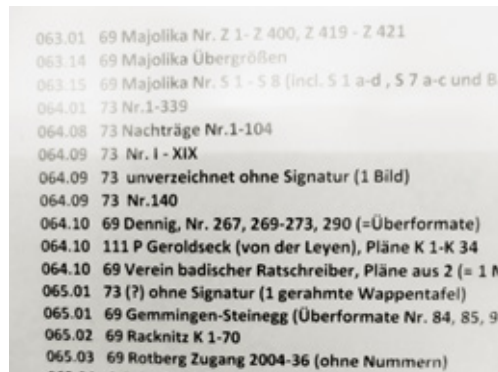 063.01 69 Majolika Nr. Z 1- Z 400, Z 419 - Z 421
063.14 69 Majolika Übergrößen
063.15 69 Majolika Nr. S 1 - S 8 (incl. S 1 a-d , S 7 a-c und B
064.01 73 Nr.1-339
064.08 73 Nachträge Nr.1-104
064.09 73 Nr. I - XIX
064.09 73 unverzeichnet ohne Signatur (1 Bild)
064.09 73 Nr.140
064.10 69 Dennig, Nr. 267, 269-273, 290 (=Überformate)
064.10 111 P Geroldseck (von der Leyen), Pläne K 1-K 34
064.10 69 Verein badischer Ratschreiber, Pläne aus 2 (= 1
065.01 73 (?) ohne Signatur (1 gerahmte Wappentafel)
065.01 69 Gemmingen-Steinegg (Überformate Nr. 84, 85, 9
065.02 69 Racknitz K 1-70
065.03 69 Rotberg Zugang 2004-36 (ohne Nummern)